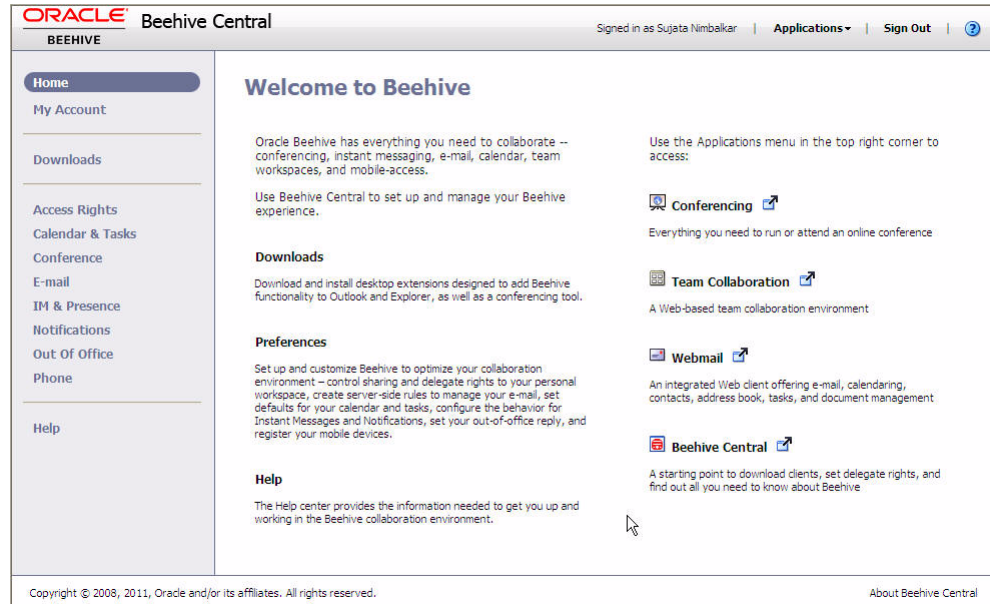 ORACLE
BEEHIVE
Beehive Central
Signed in as Sujata Nimbalkar | Applications | Sign Out | ?
Home
My Account
Downloads
Access Rights
Calendar & Tasks
Conference
E-mail
IM & Presence
Notifications
Out Of Office
Phone
Help
Welcome to Beehive
Oracle Beehive has everything you need to collaborate --
conferencing, instant messaging, e-mail, calendar, team
workspaces, and mobile-access.
Use Beehive Central to set up and manage your Beehive
experience.
Downloads
Download and install desktop extensions designed to add Beehive
functionality to Outlook and Explorer, as well as a conferencing tool.
Preferences
Set up and customize Beehive to optimize your collaboration
environment – control sharing and delegate rights to your personal
workspace, create server-side rules to manage your e-mail, set
defaults for your calendar and tasks, configure the behavior for
Instant Messages and Notifications, set your out-of-office reply, and
register your mobile devices.
Help
The Help center provides the information needed to get you up and
working in the Beehive collaboration environment.
Use the Applications menu in the top right corner to
access:
Conferencing
Everything you need to run or attend an online conference
Team Collaboration
A Web-based team collaboration environment
Webmail
An integrated Web client offering e-mail, calendaring,
contacts, address book, tasks, and document management
Beehive Central
A starting point to download clients, set delegate rights, and
find out all you need to know about Beehive
Copyright © 2008, 2011, Oracle and/or its affiliates. All rights reserved.
About Beehive Central